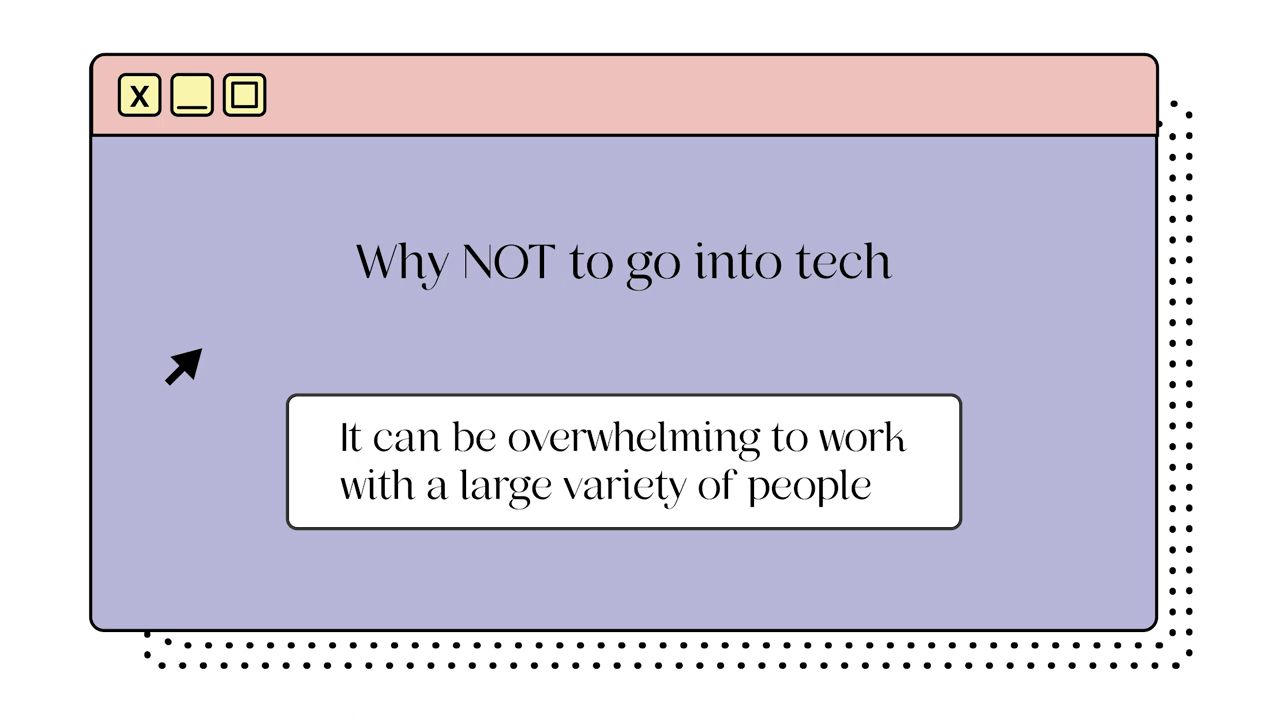 X
Why NOT to go into tech
It can be overwhelming to work
with a large variety of people